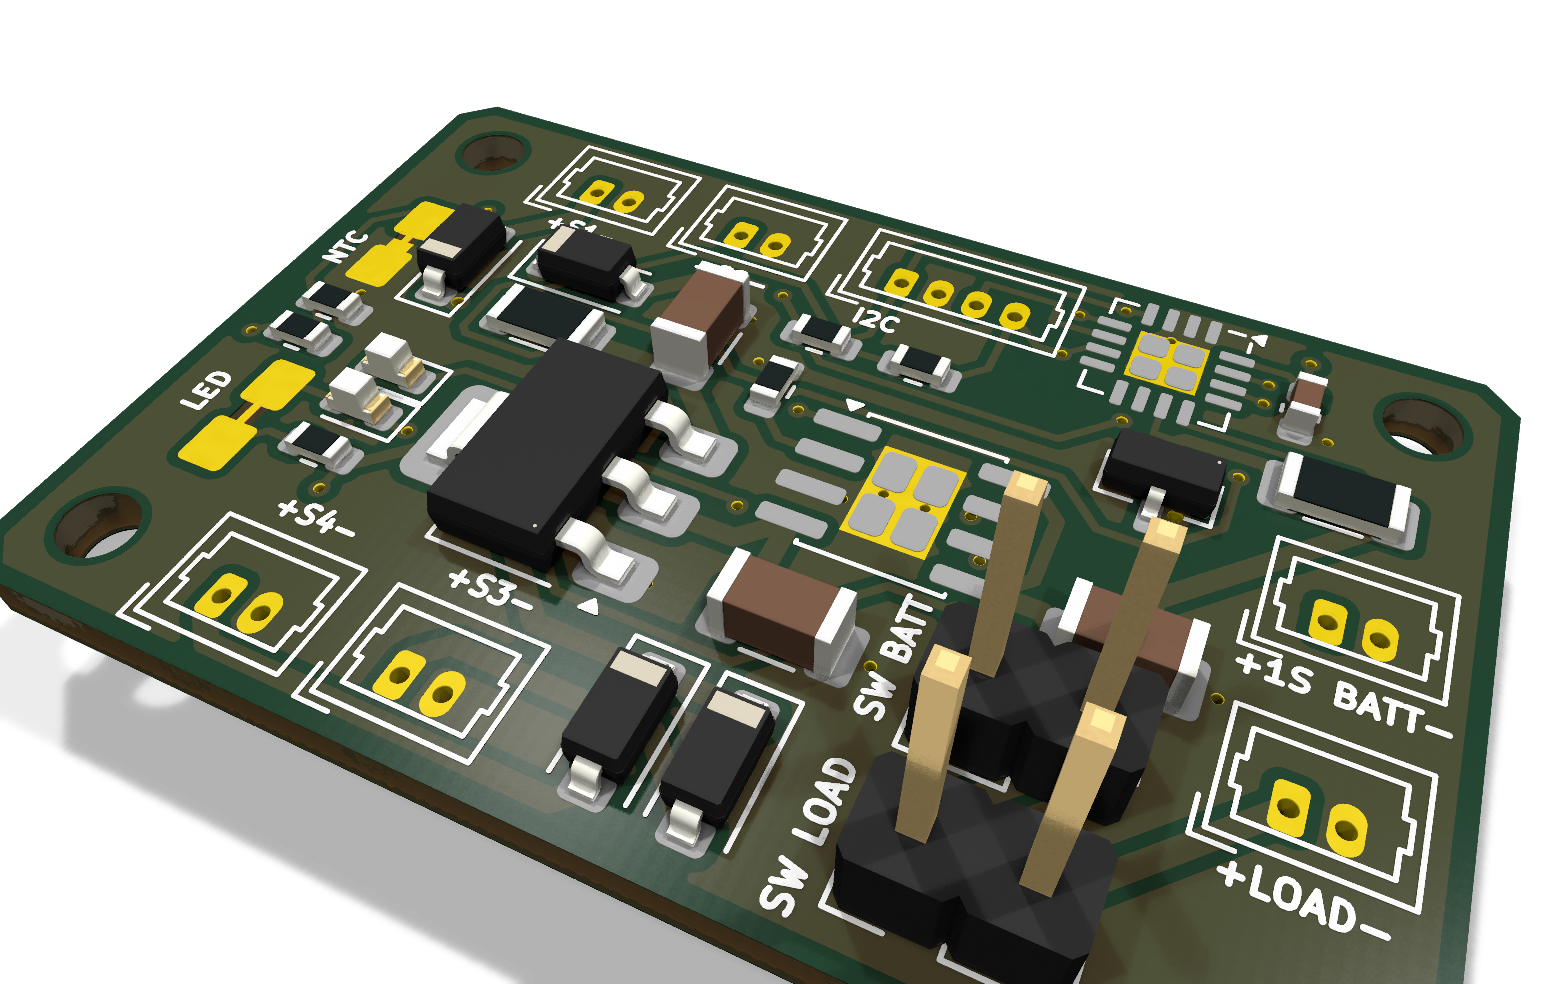 NTC
I2C
LED
+S4-
+S3-
SW BATT
+1S BATT-
SW LOAD
+LOAD-